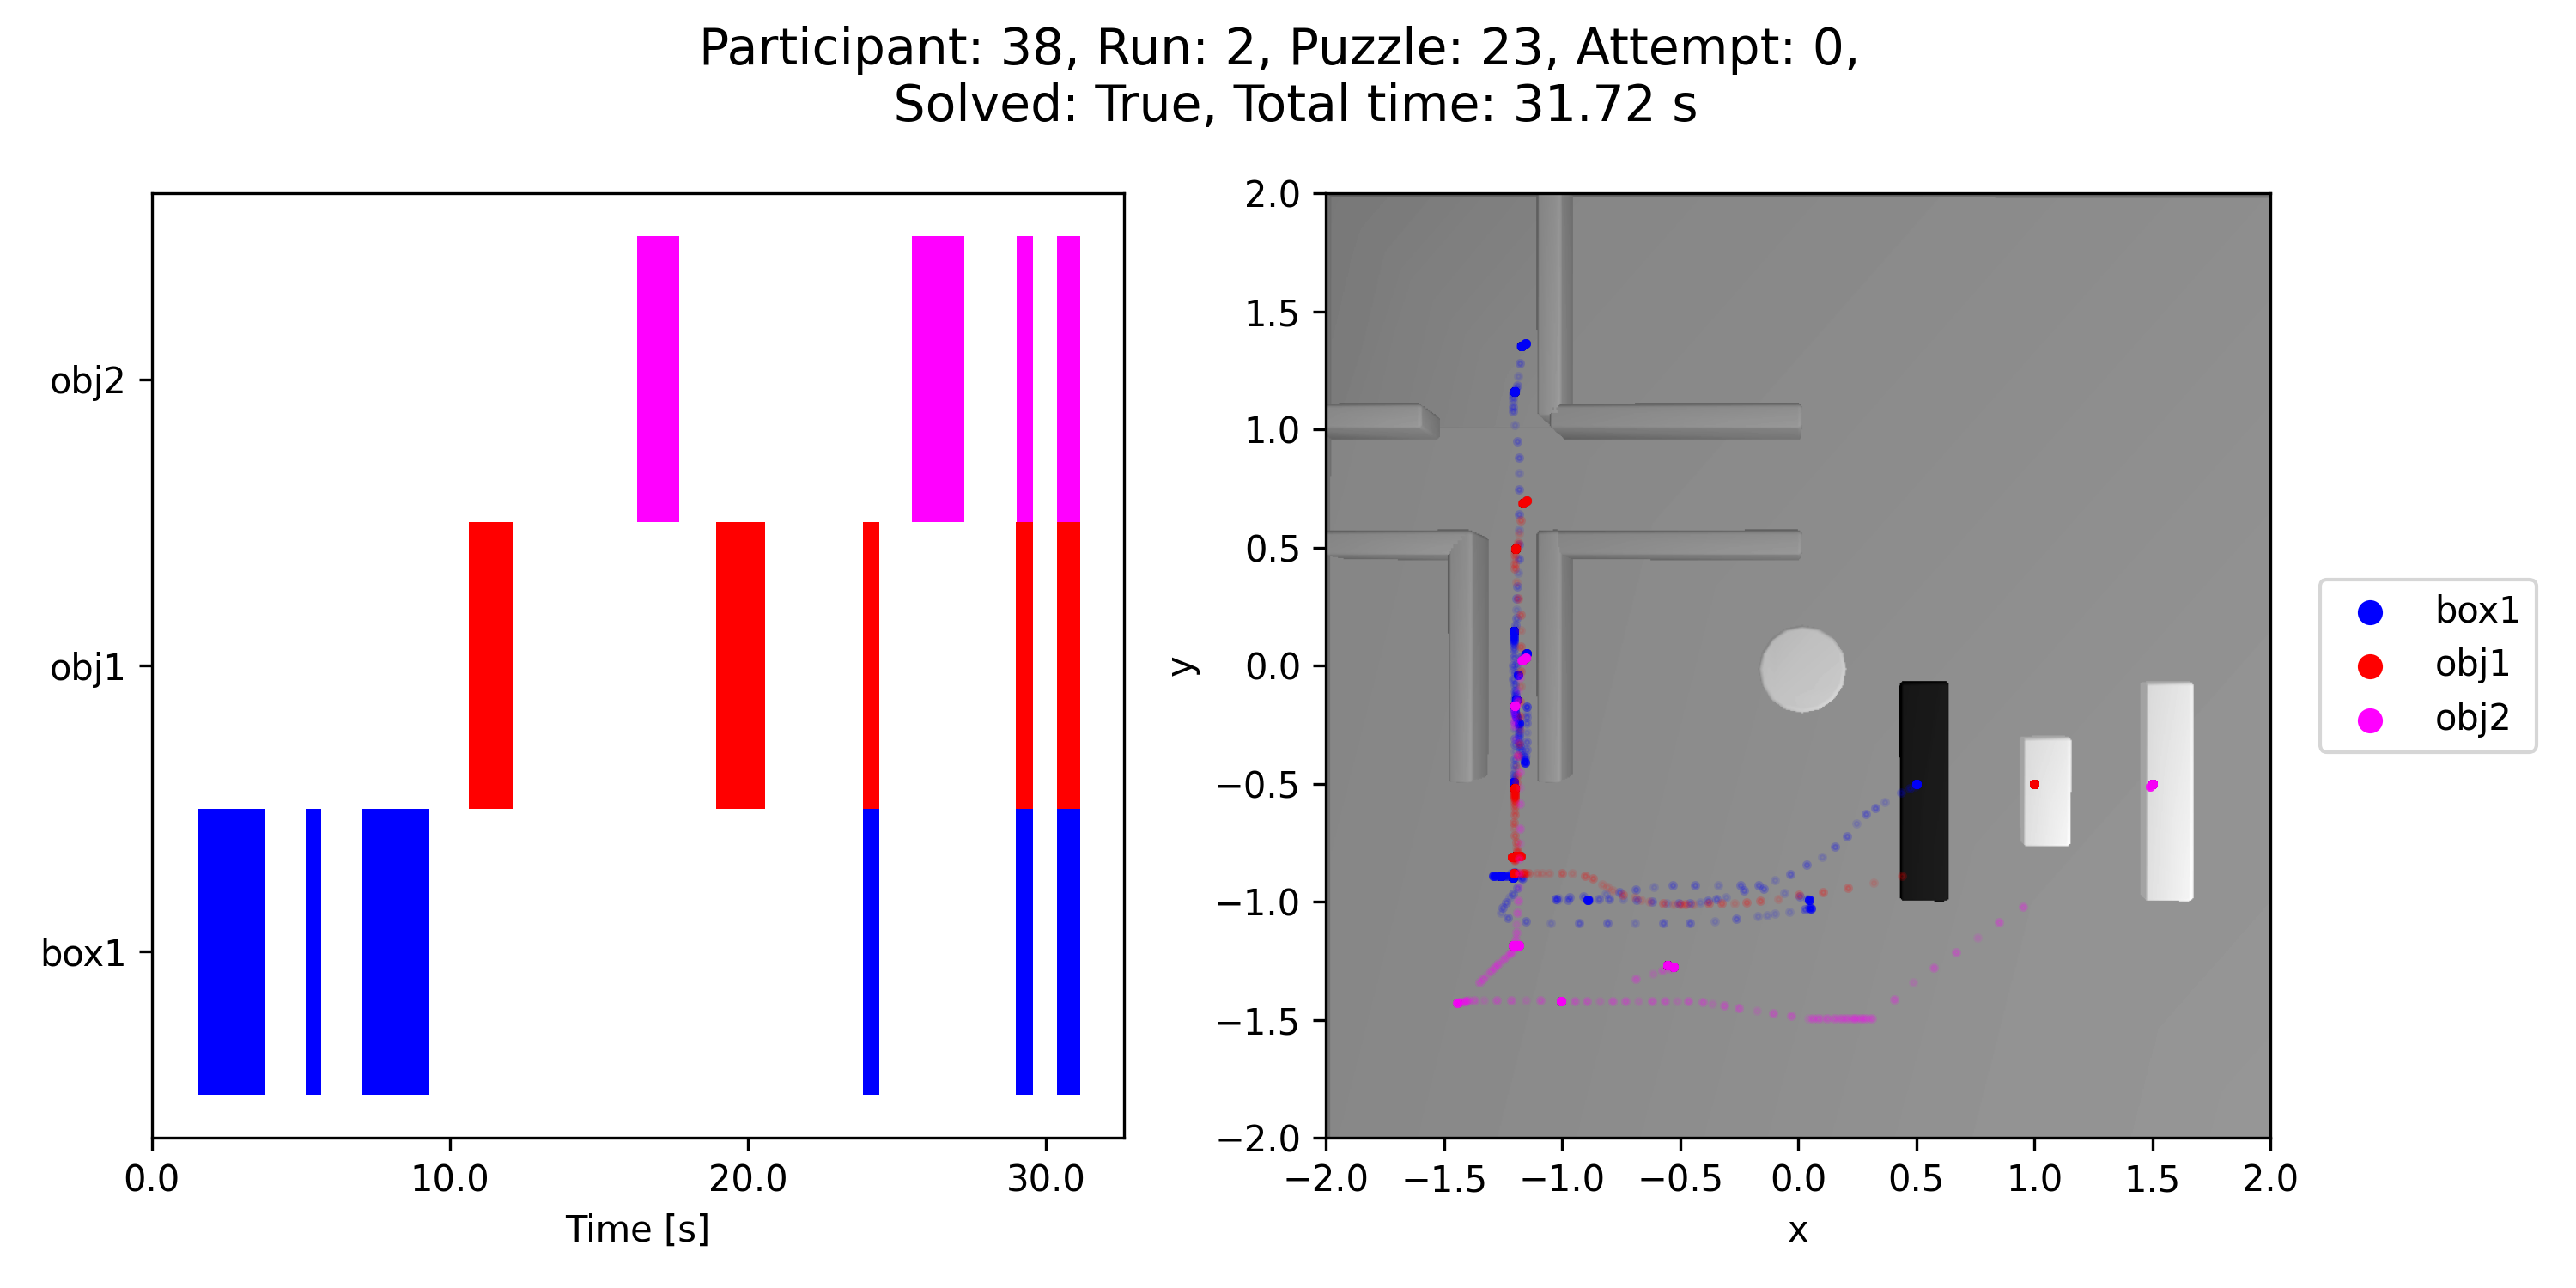 Participant: 38, Run: 2, Puzzle: 23, Attempt: 0,
Solved: True, Total time: 31.72 s
obj2
obj1
box1
0.0 10.0 20.0 30.0
Time [s]
2.0
1.5
1.0
0.5
0.0
−0.5
−1.0
−1.5
−2.0
y
−2.0 −1.5 −1.0 −0.5 0.0 0.5 1.0 1.5 2.0
x
box1
obj1
obj2